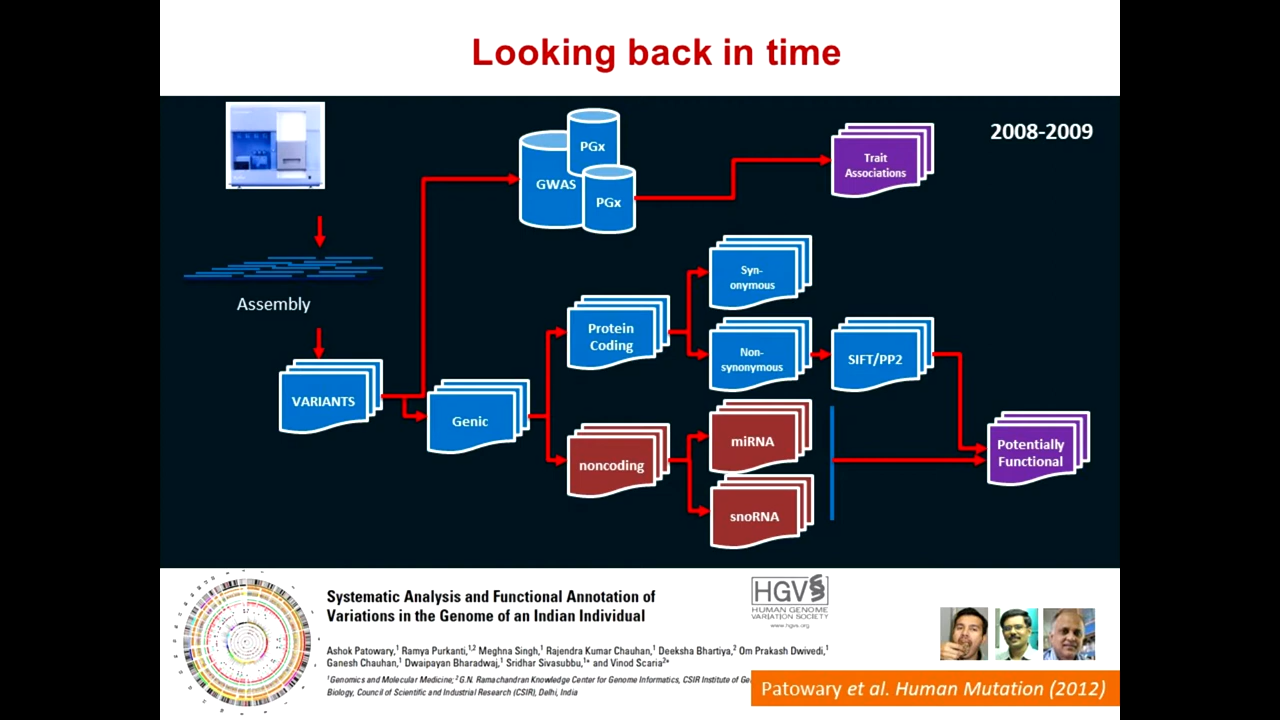 Looking back in time
2008-2009
PGx
GWAS
PGx
Trait
Associations
Assembly
Syn-
onymous
Protein
Coding
Non-
synonymous
SIFT/PP2
VARIANTS
Genic
miRNA
noncoding
snoRNA
Potentially
Functional
Systematic Analysis and Functional Annotation of
Variations in the Genome of an Indian Individual
HGVS
HUMAN GENOME
VARIATION SOCIETY
www.hgvs.org
Ashok Patowary,¹ Ramya Purkanti,¹,² Meghna Singh,¹ Rajendra Kumar Chauhan,¹ Deeksha Bhartiya,² Om Prakash Dwivedi,¹
Ganesh Chauhan,¹ Dwaipayan Bharadwaj,¹ Sridhar Sivasubbu,¹* and Vinod Scaria²*
¹Genomics and Molecular Medicine; ²G.N. Ramachandran Knowledge Center for Genome Informatics, CSIR Institute of Ge
Biology, Council of Scientific and Industrial Research (CSIR), Delhi, India
Patowary et al. Human Mutation (2012)